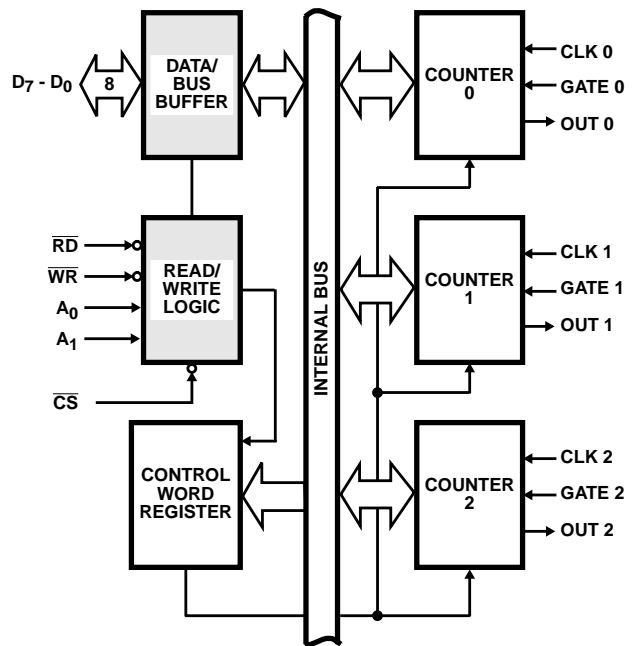 D7 - D0
8
DATA/
BUS
BUFFER
COUNTER
0
CLK 0
GATE 0
OUT 0
RD
WR
A0
A1
CS
READ/
WRITE
LOGIC
INTERNAL BUS
COUNTER
1
CLK 1
GATE 1
OUT 1
CONTROL
WORD
REGISTER
COUNTER
2
CLK 2
GATE 2
OUT 2